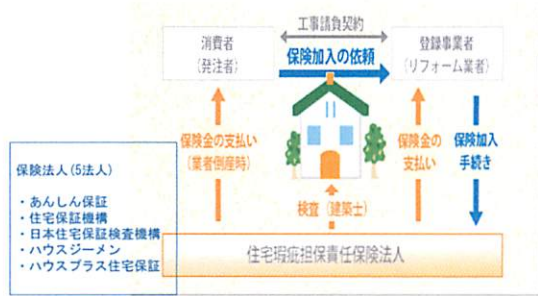 工事請負契約
消費者
(発注者)
保険加入の依頼
登録事業者
(リフォーム業者)
保険金の支払い
(業者倒産時)
保険金の
支払い
保険加入
手続き
検査(建築士)
住宅瑕疵担保責任保険法人
保険法人(5法人)
・あんしん保証
・住宅保証機構
・日本住宅保証検査機構
・ハウスジーメン
・ハウスプラス住宅保証